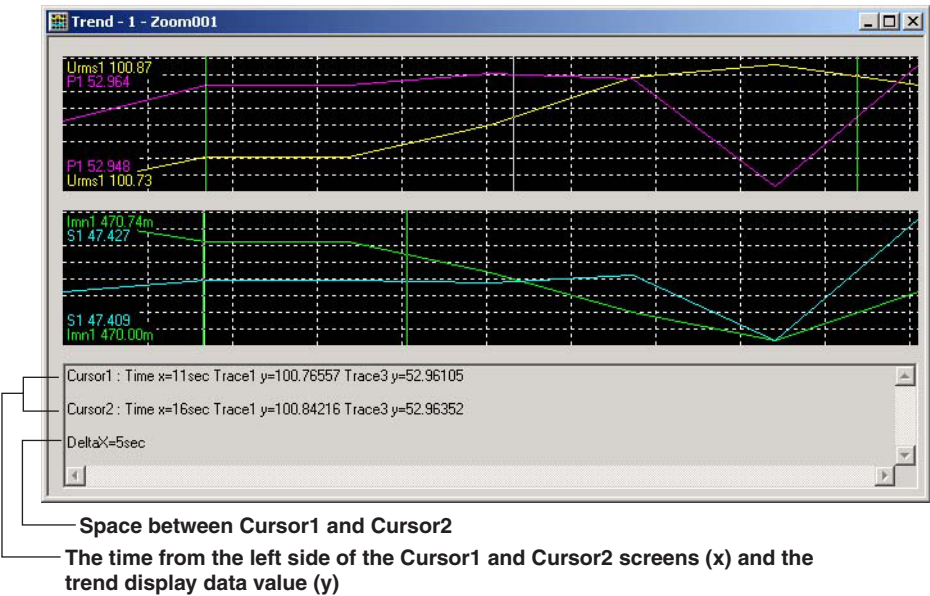 Trend - 1 - Zoom001
Urms1 100.87
P1 52.964
P1 52.948
Urms1 100.73
Imn1 470.74m
S1 47.427
S1 47.409
Imn1 470.00m
Cursor1 : Time x=11sec Trace1 y=100.76557 Trace3 y=52.96105
Cursor2 : Time x=16sec Trace1 y=100.84216 Trace3 y=52.96352
DeltaX=5sec
Space between Cursor1 and Cursor2
The time from the left side of the Cursor1 and Cursor2 screens (x) and the
trend display data value (y)